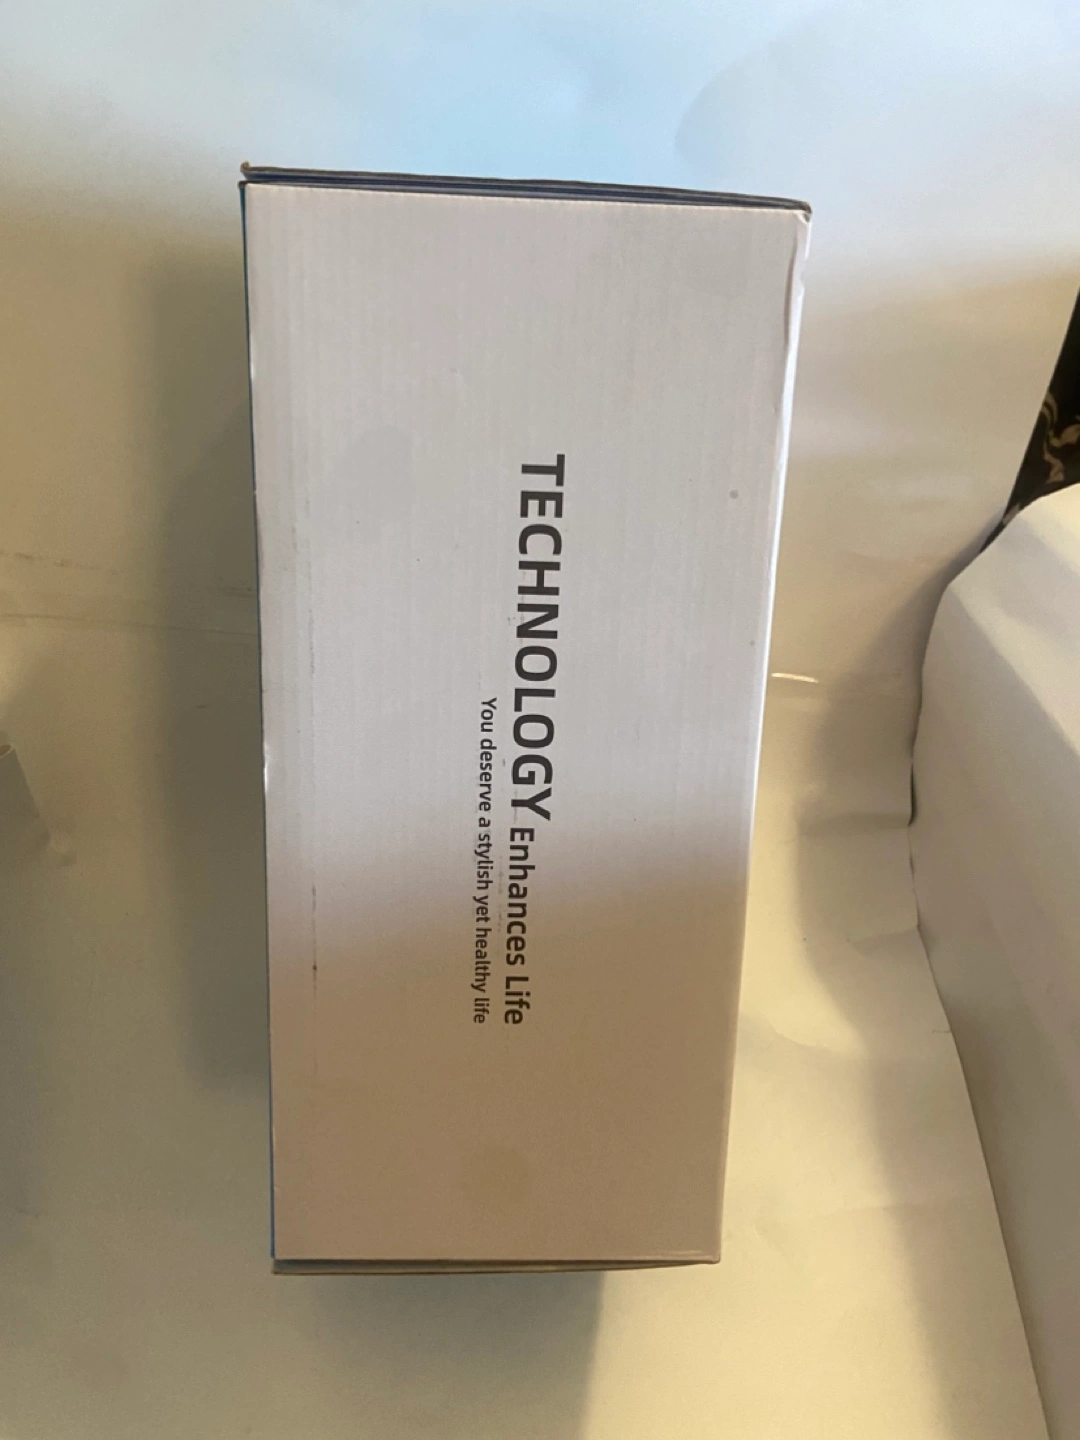 TECHNOLOGY Enhances Life
You deserve a stylish yet healthy life